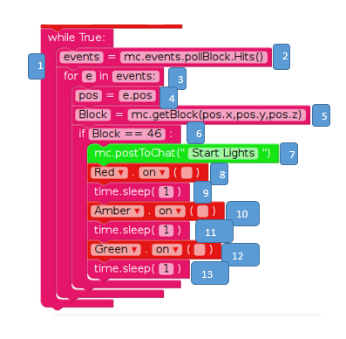 while True:
1
events = mc.events.pollBlock.Hits() 2
for e in events: 3
pos = e.pos 4
Block = mc.getBlock(pos.x,pos.y,pos.z) 5
if Block == 46 : 6
mc.postToChat(" Start Lights ") 7
Red ▾ . on ▾ ( ) 8
time.sleep( 1 ) 9
Amber ▾ . on ▾ ( ) 10
time.sleep( 1 ) 11
Green ▾ . on ▾ ( ) 12
time.sleep( 1 ) 13